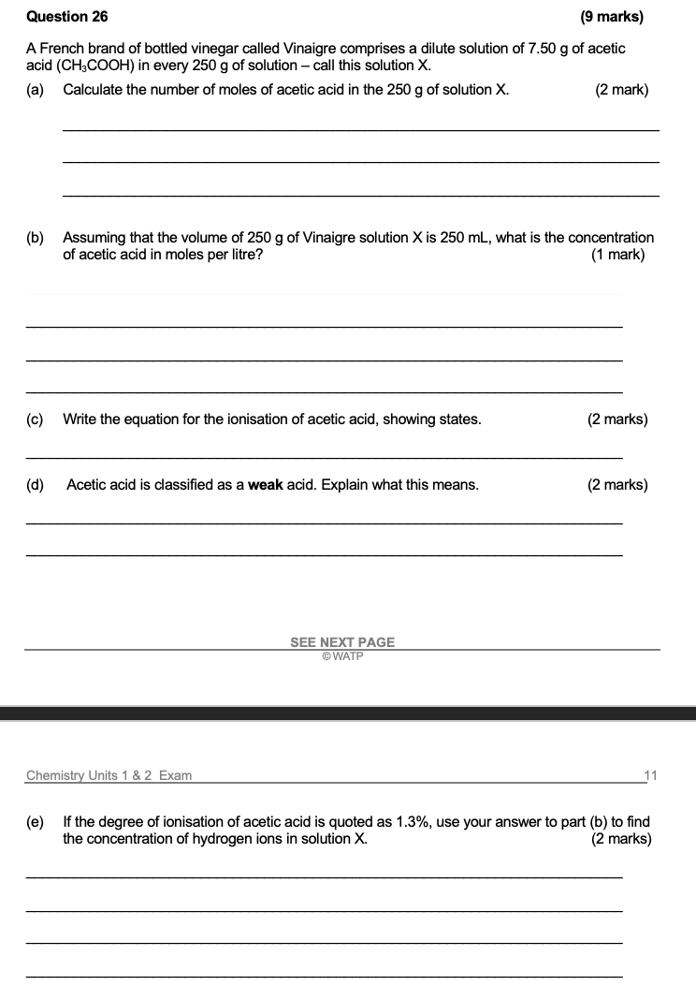 Question 26 (9 marks)
A French brand of bottled vinegar called Vinaigre comprises a dilute solution of 7.50 g of acetic
acid (CH₃COOH) in every 250 g of solution – call this solution X.
(a) Calculate the number of moles of acetic acid in the 250 g of solution X. (2 mark)
(b) Assuming that the volume of 250 g of Vinaigre solution X is 250 mL, what is the concentration
of acetic acid in moles per litre? (1 mark)
(c) Write the equation for the ionisation of acetic acid, showing states. (2 marks)
(d) Acetic acid is classified as a weak acid. Explain what this means. (2 marks)
SEE NEXT PAGE
© WATP
Chemistry Units 1 & 2 Exam 11
(e) If the degree of ionisation of acetic acid is quoted as 1.3%, use your answer to part (b) to find
the concentration of hydrogen ions in solution X. (2 marks)